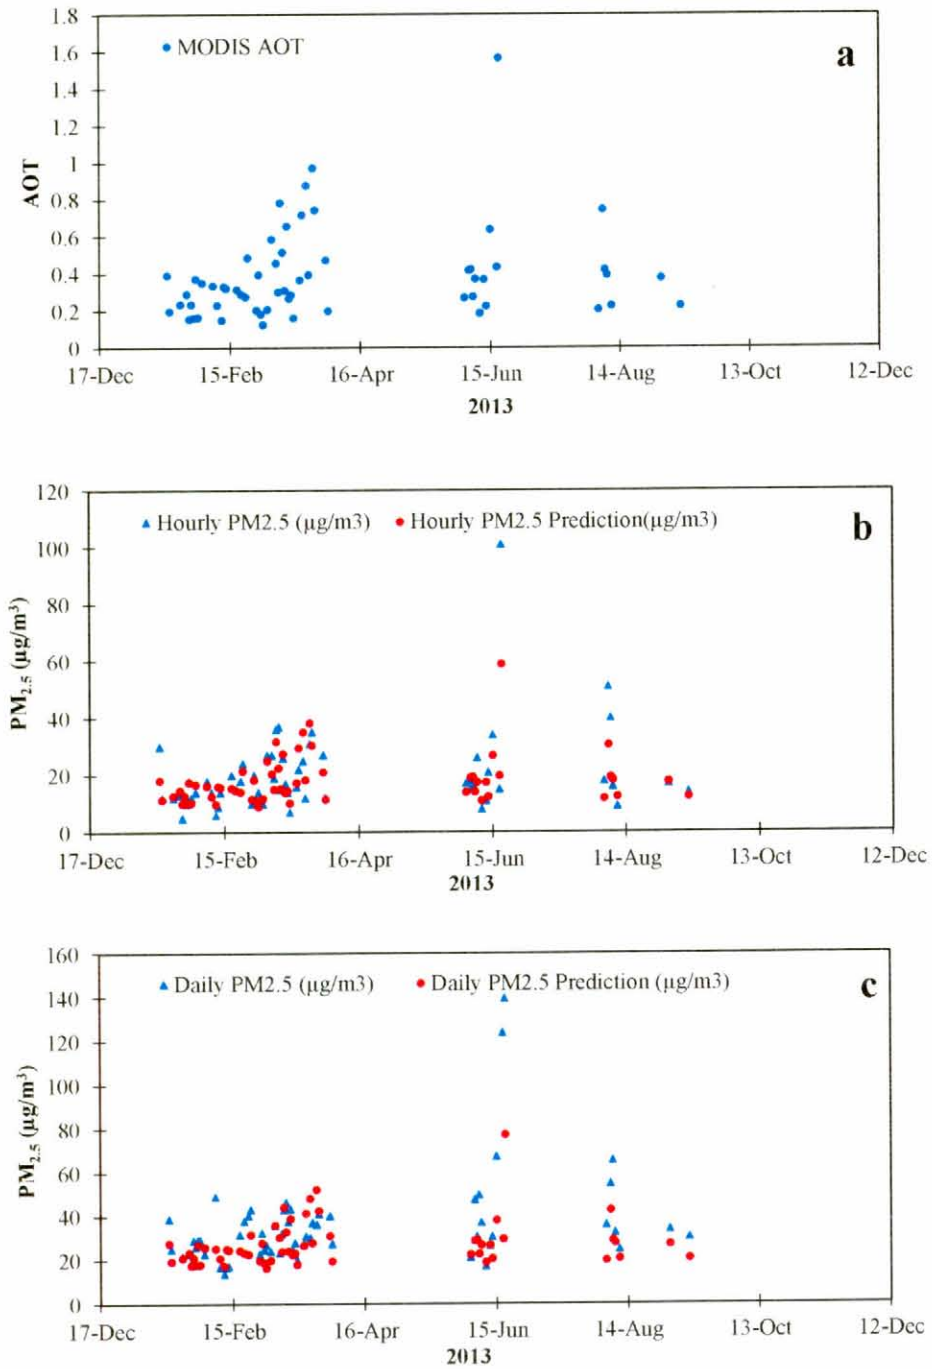 1.8
MODIS AOT
a
1.6
1.4
1.2
1
0.8
0.6
0.4
0.2
0
AOT
17-Dec 15-Feb 16-Apr 15-Jun 14-Aug 13-Oct 12-Dec
2013
120
Hourly PM2.5 (µg/m3) Hourly PM2.5 Prediction(µg/m3)
b
100
80
60
40
20
0
PM2.5 (µg/m³)
17-Dec 15-Feb 16-Apr 15-Jun 14-Aug 13-Oct 12-Dec
2013
160
Daily PM2.5 (µg/m3) Daily PM2.5 Prediction (µg/m3)
c
140
120
100
80
60
40
20
0
PM2.5 (µg/m³)
17-Dec 15-Feb 16-Apr 15-Jun 14-Aug 13-Oct 12-Dec
2013